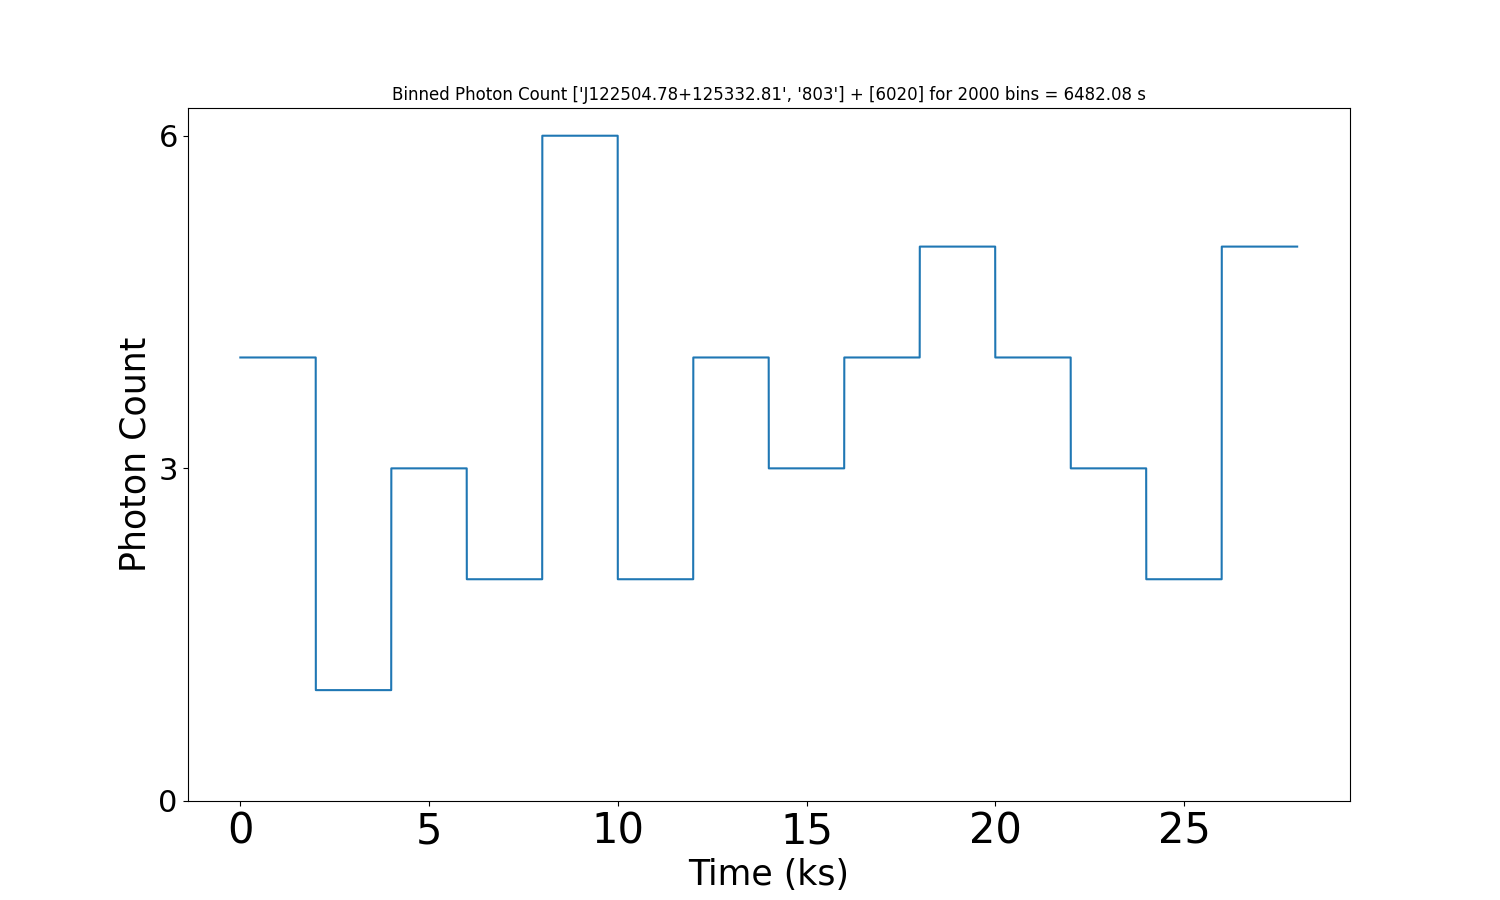 Binned Photon Count ['J122504.78+125332.81', '803'] + [6020] for 2000 bins = 6482.08 s
6
3
0
Photon Count
0 5 10 15 20 25
Time (ks)